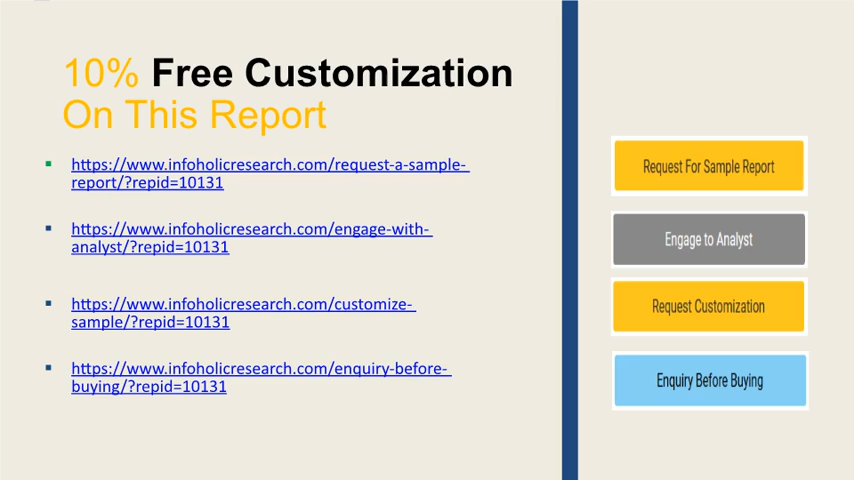 10% Free Customization
On This Report
https://www.infoholicresearch.com/request-a-sample-
report/?repid=10131
https://www.infoholicresearch.com/engage-with-
analyst/?repid=10131
https://www.infoholicresearch.com/customize-
sample/?repid=10131
https://www.infoholicresearch.com/enquiry-before-
buying/?repid=10131
Request For Sample Report
Engage to Analyst
Request Customization
Enquiry Before Buying